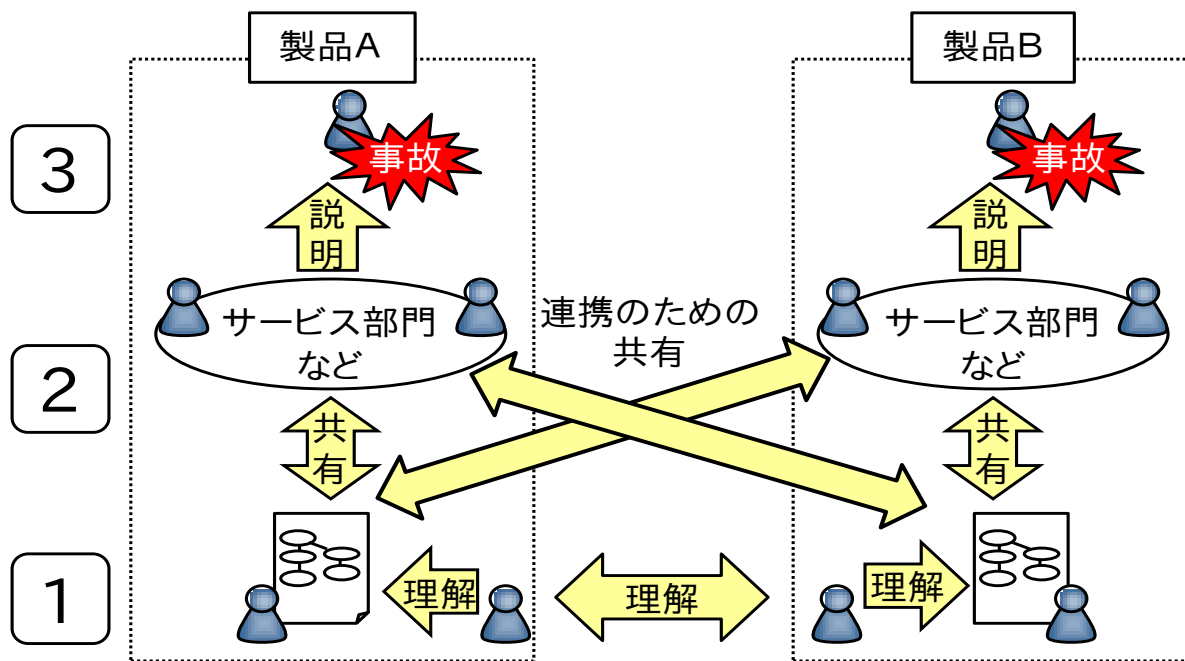 製品A
製品B
3
事故
事故
説
明
説
明
サービス部門
など
連携のための
共有
サービス部門
など
2
共
有
共
有
1
理解
理解
理解